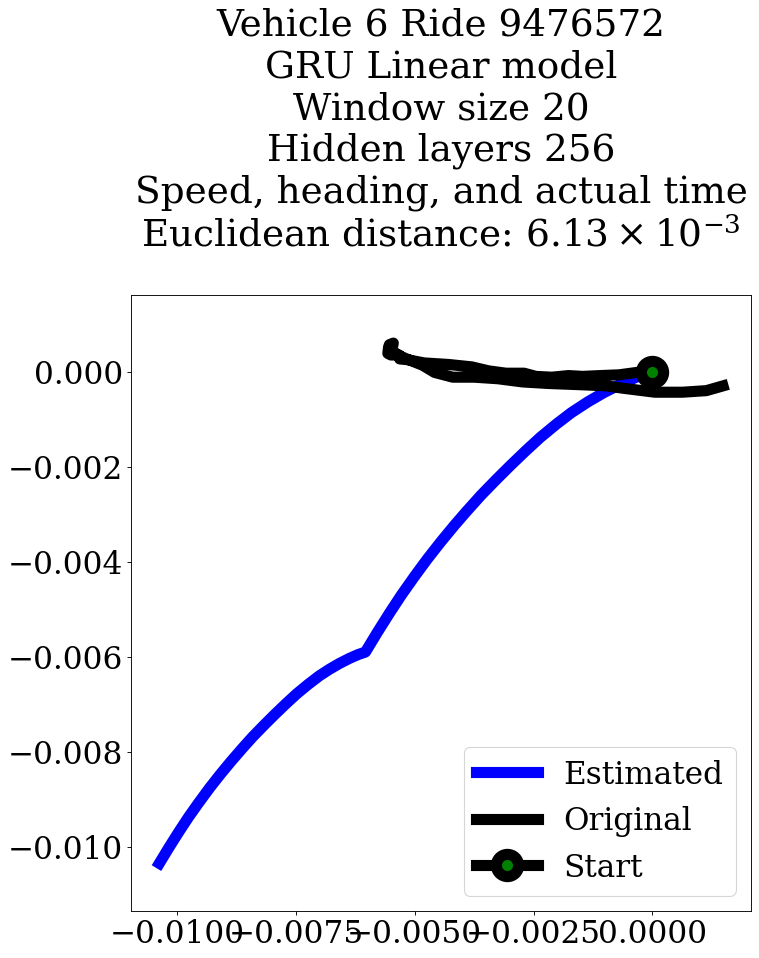 Vehicle 6 Ride 9476572
GRU Linear model
Window size 20
Hidden layers 256
Speed, heading, and actual time
Euclidean distance: 6.13 × 10⁻³
0.000
−0.002
−0.004
−0.006
−0.008
−0.010
Estimated
Original
Start
−0.0100 −0.0075 −0.0050 −0.0025 0.0000